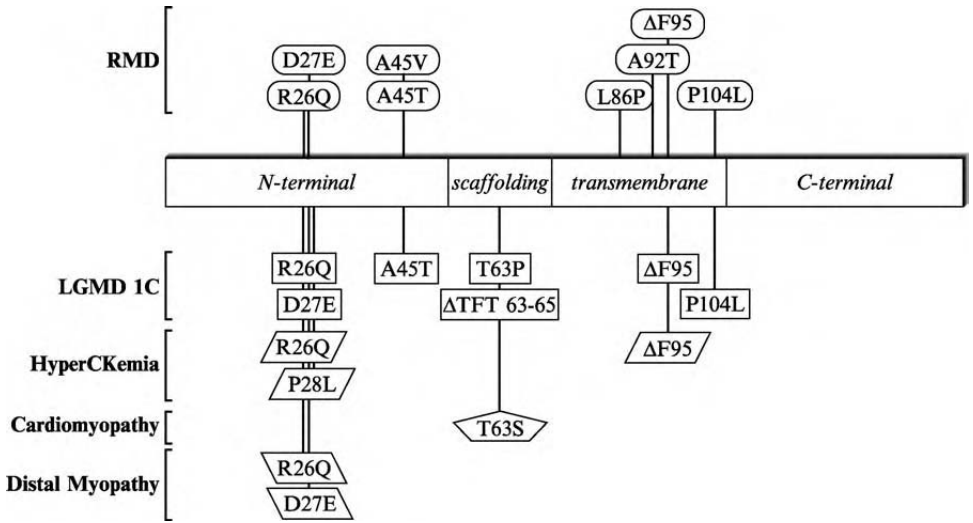 ΔF95
RMD D27E A45V A92T
R26Q A45T L86P P104L
N-terminal scaffolding transmembrane C-terminal
R26Q A45T T63P ΔF95
LGMD 1C
D27E ΔTFT 63-65 P104L
R26Q ΔF95
HyperCKemia
P28L
Cardiomyopathy T63S
R26Q
Distal Myopathy
D27E